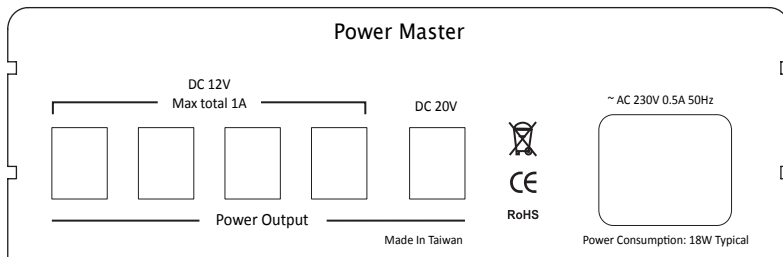 Power Master
DC 12V
Max total 1A
DC 20V
~ AC 230V 0.5A 50Hz
CE
RoHS
Power Output
Made In Taiwan
Power Consumption: 18W Typical